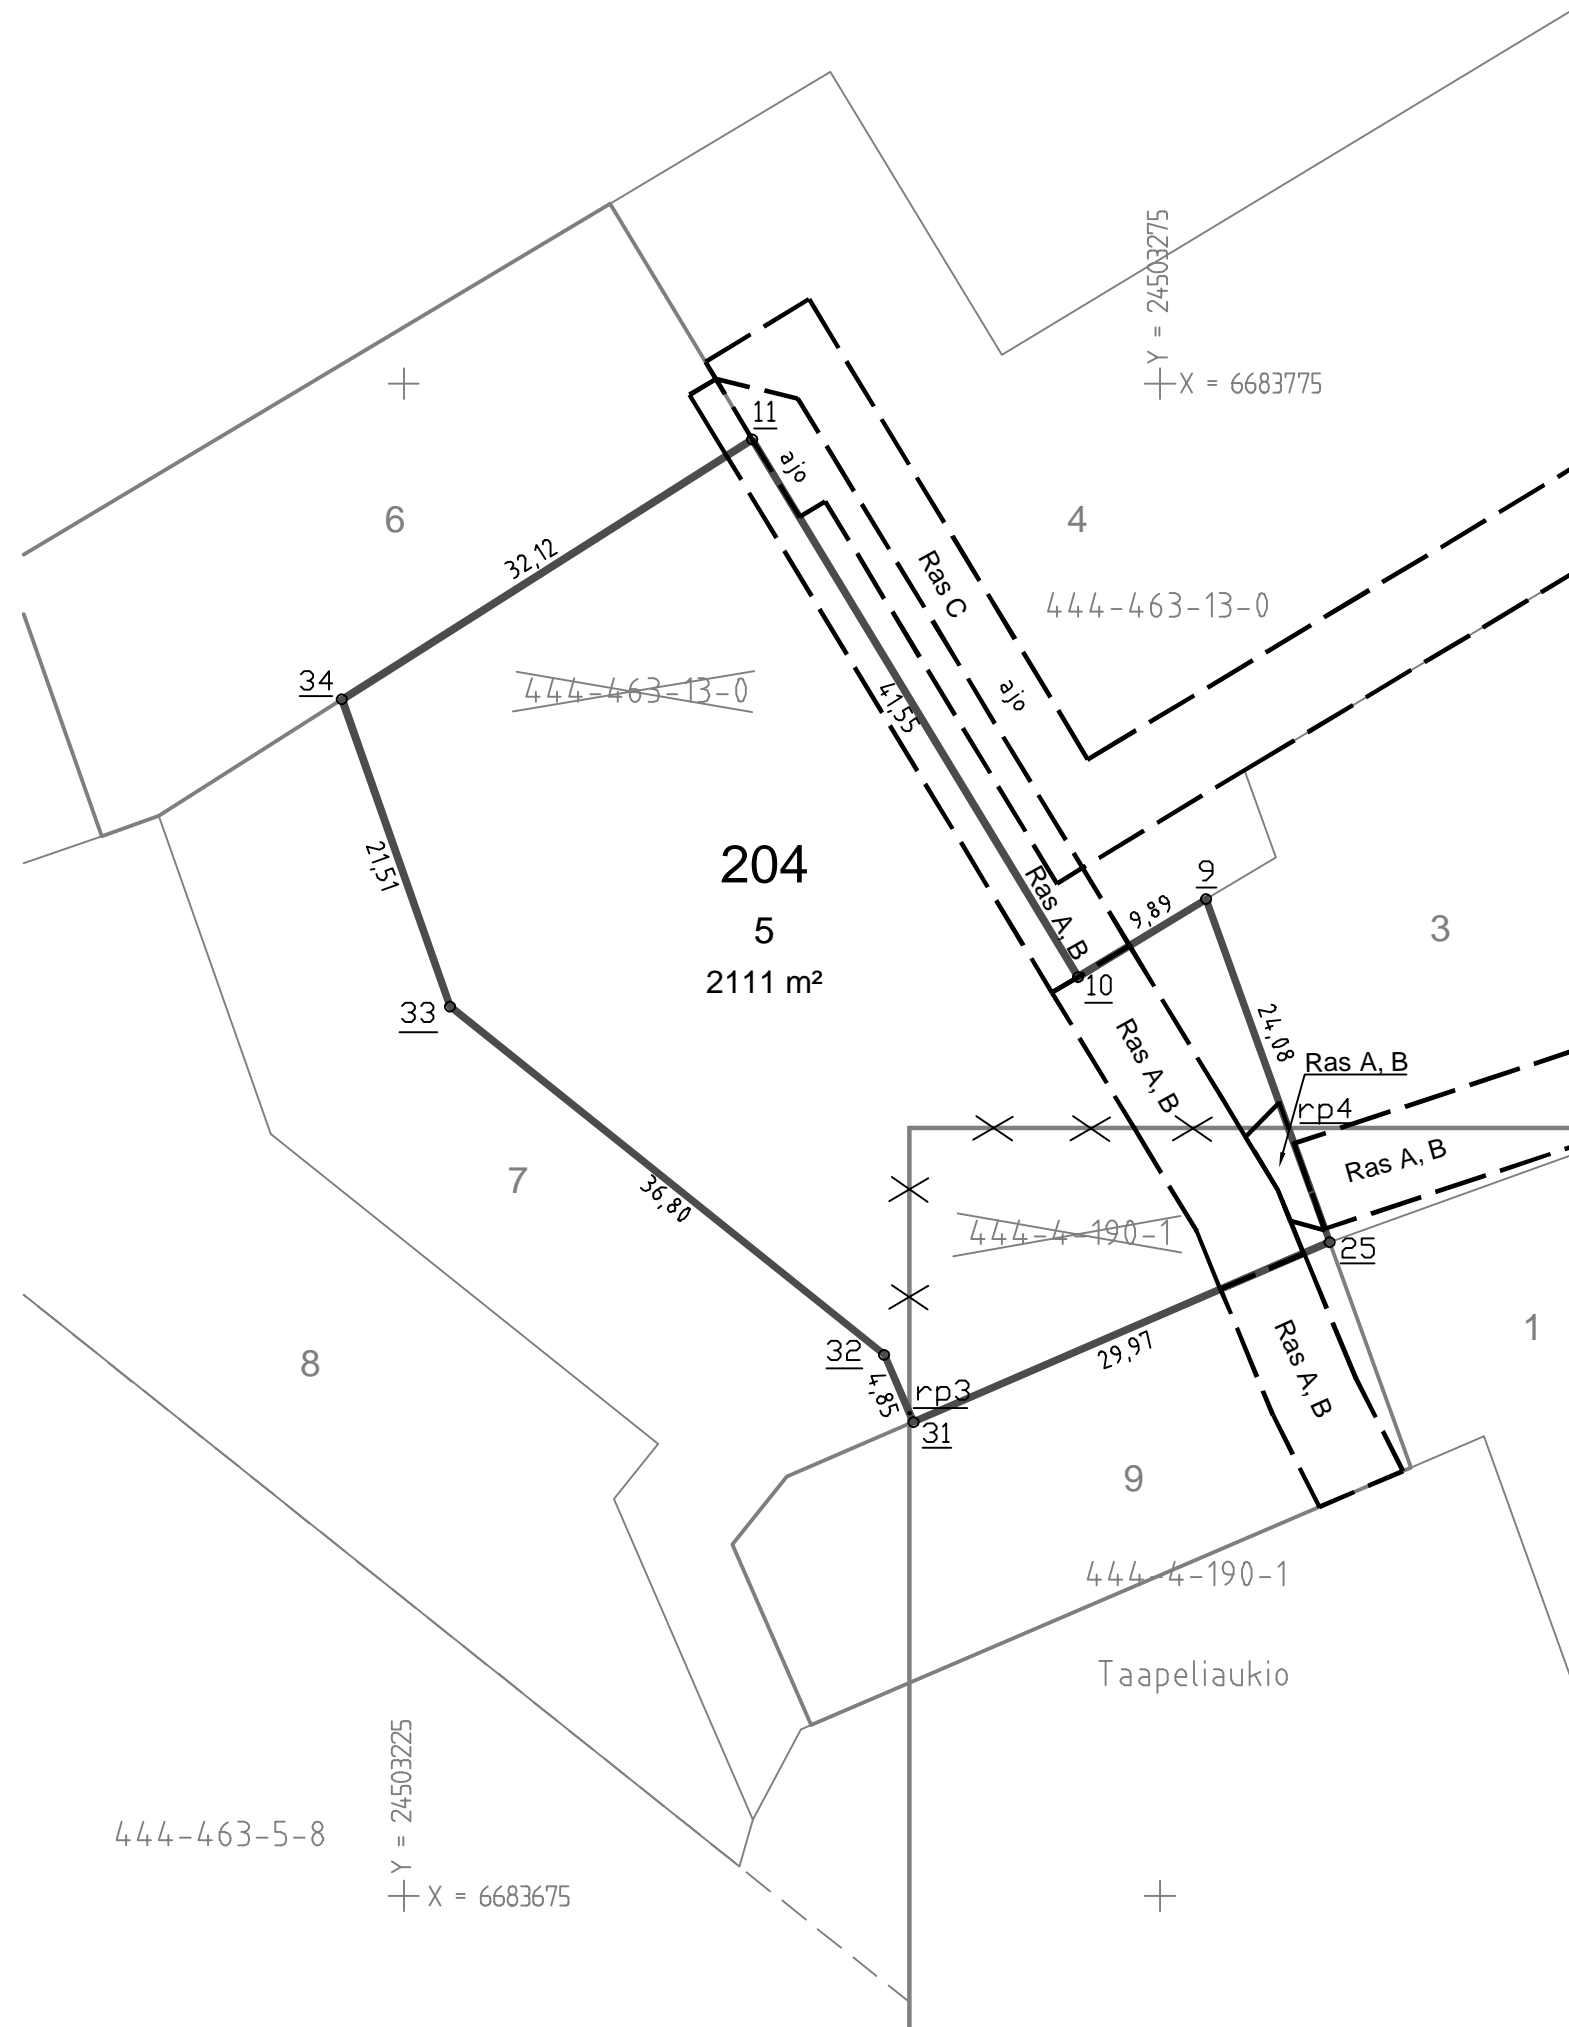 Y = 24503275
X = 6683775
11
ajo
6
4
32,12
Ras C
444-463-13-0
34
444-463-13-0
ajo
41,55
21,51
204
5
2111 m²
Ras A, B
9
9,89
3
10
33
24,08
Ras A, B
Ras A, B
rp4
Ras A, B
7
36,80
444-4-190-1
25
8
32
29,97
Ras A, B
1
4,85
rp3
31
9
444-4-190-1
Taapeliaukio
Y = 24503225
444-463-5-8
X = 6683675